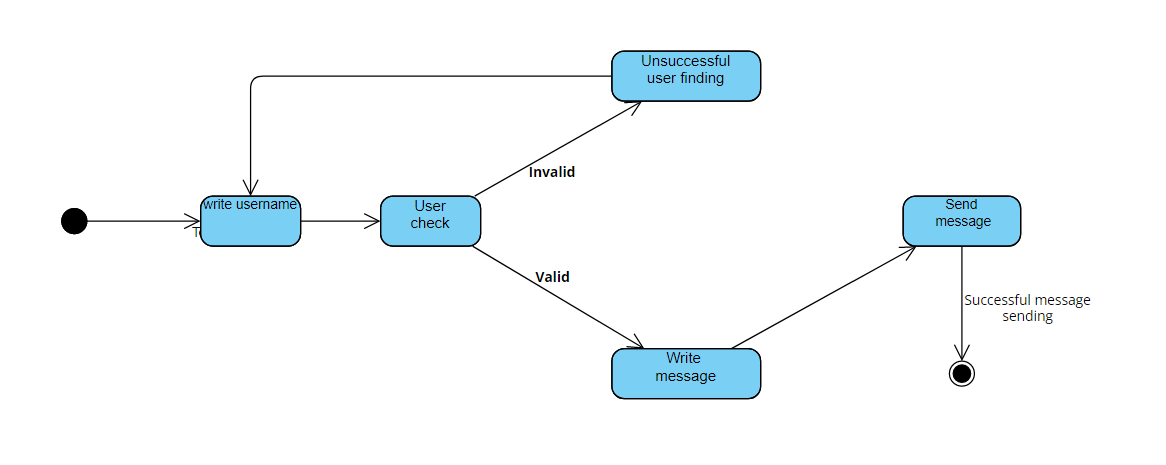 Unsuccessful
user finding
Invalid
write username
User
check
Send
message
Valid
Successful message
sending
Write
message